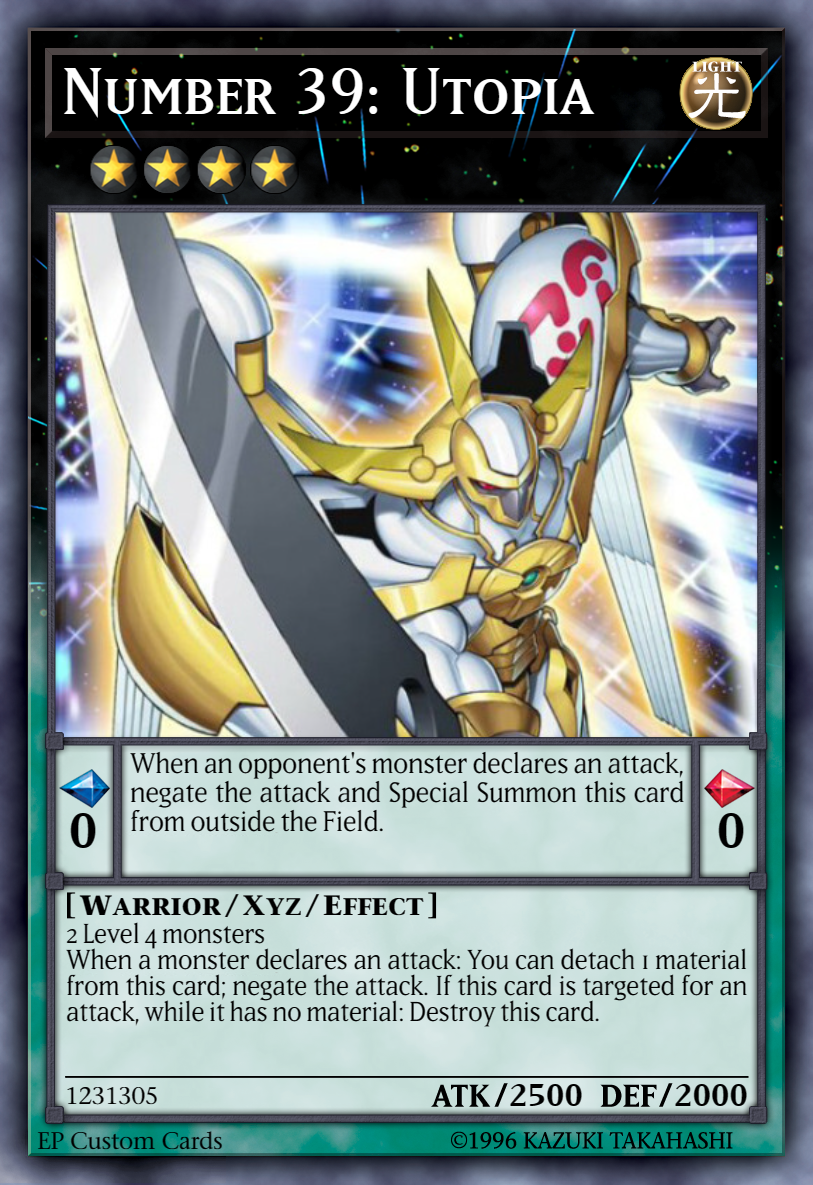 Number 39: Utopia
LIGHT
光
When an opponent's monster declares an attack,
negate the attack and Special Summon this card
from outside the Field.
0
0
[Warrior/Xyz/Effect]
2 Level 4 monsters
When a monster declares an attack: You can detach 1 material
from this card; negate the attack. If this card is targeted for an
attack, while it has no material: Destroy this card.
1231305
ATK/2500 DEF/2000
EP Custom Cards
©1996 KAZUKI TAKAHASHI